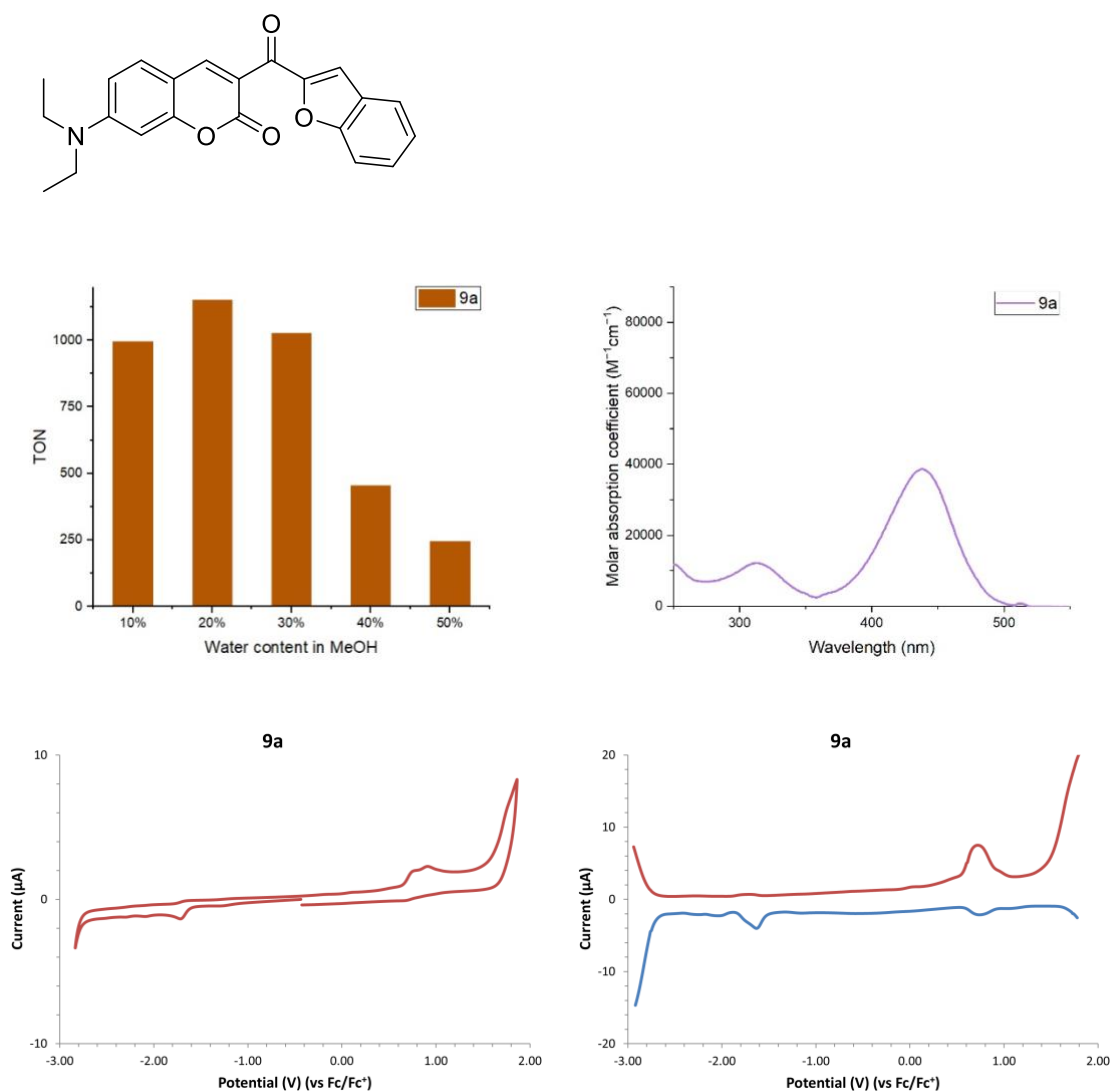 O
N
O
O
O
9a
TON
1000
750
500
250
0
10% 20% 30% 40% 50%
Water content in MeOH
9a
Molar absorption coefficient (M⁻¹cm⁻¹)
80000
60000
40000
20000
0
300 400 500
Wavelength (nm)
9a
Current (μA)
10
0
-10
-3.00 -2.00 -1.00 0.00 1.00 2.00
Potential (V) (vs Fc/Fc⁺)
9a
Current (μA)
20
10
0
-10
-20
-3.00 -2.00 -1.00 0.00 1.00 2.00
Potential (V) (vs Fc/Fc⁺)